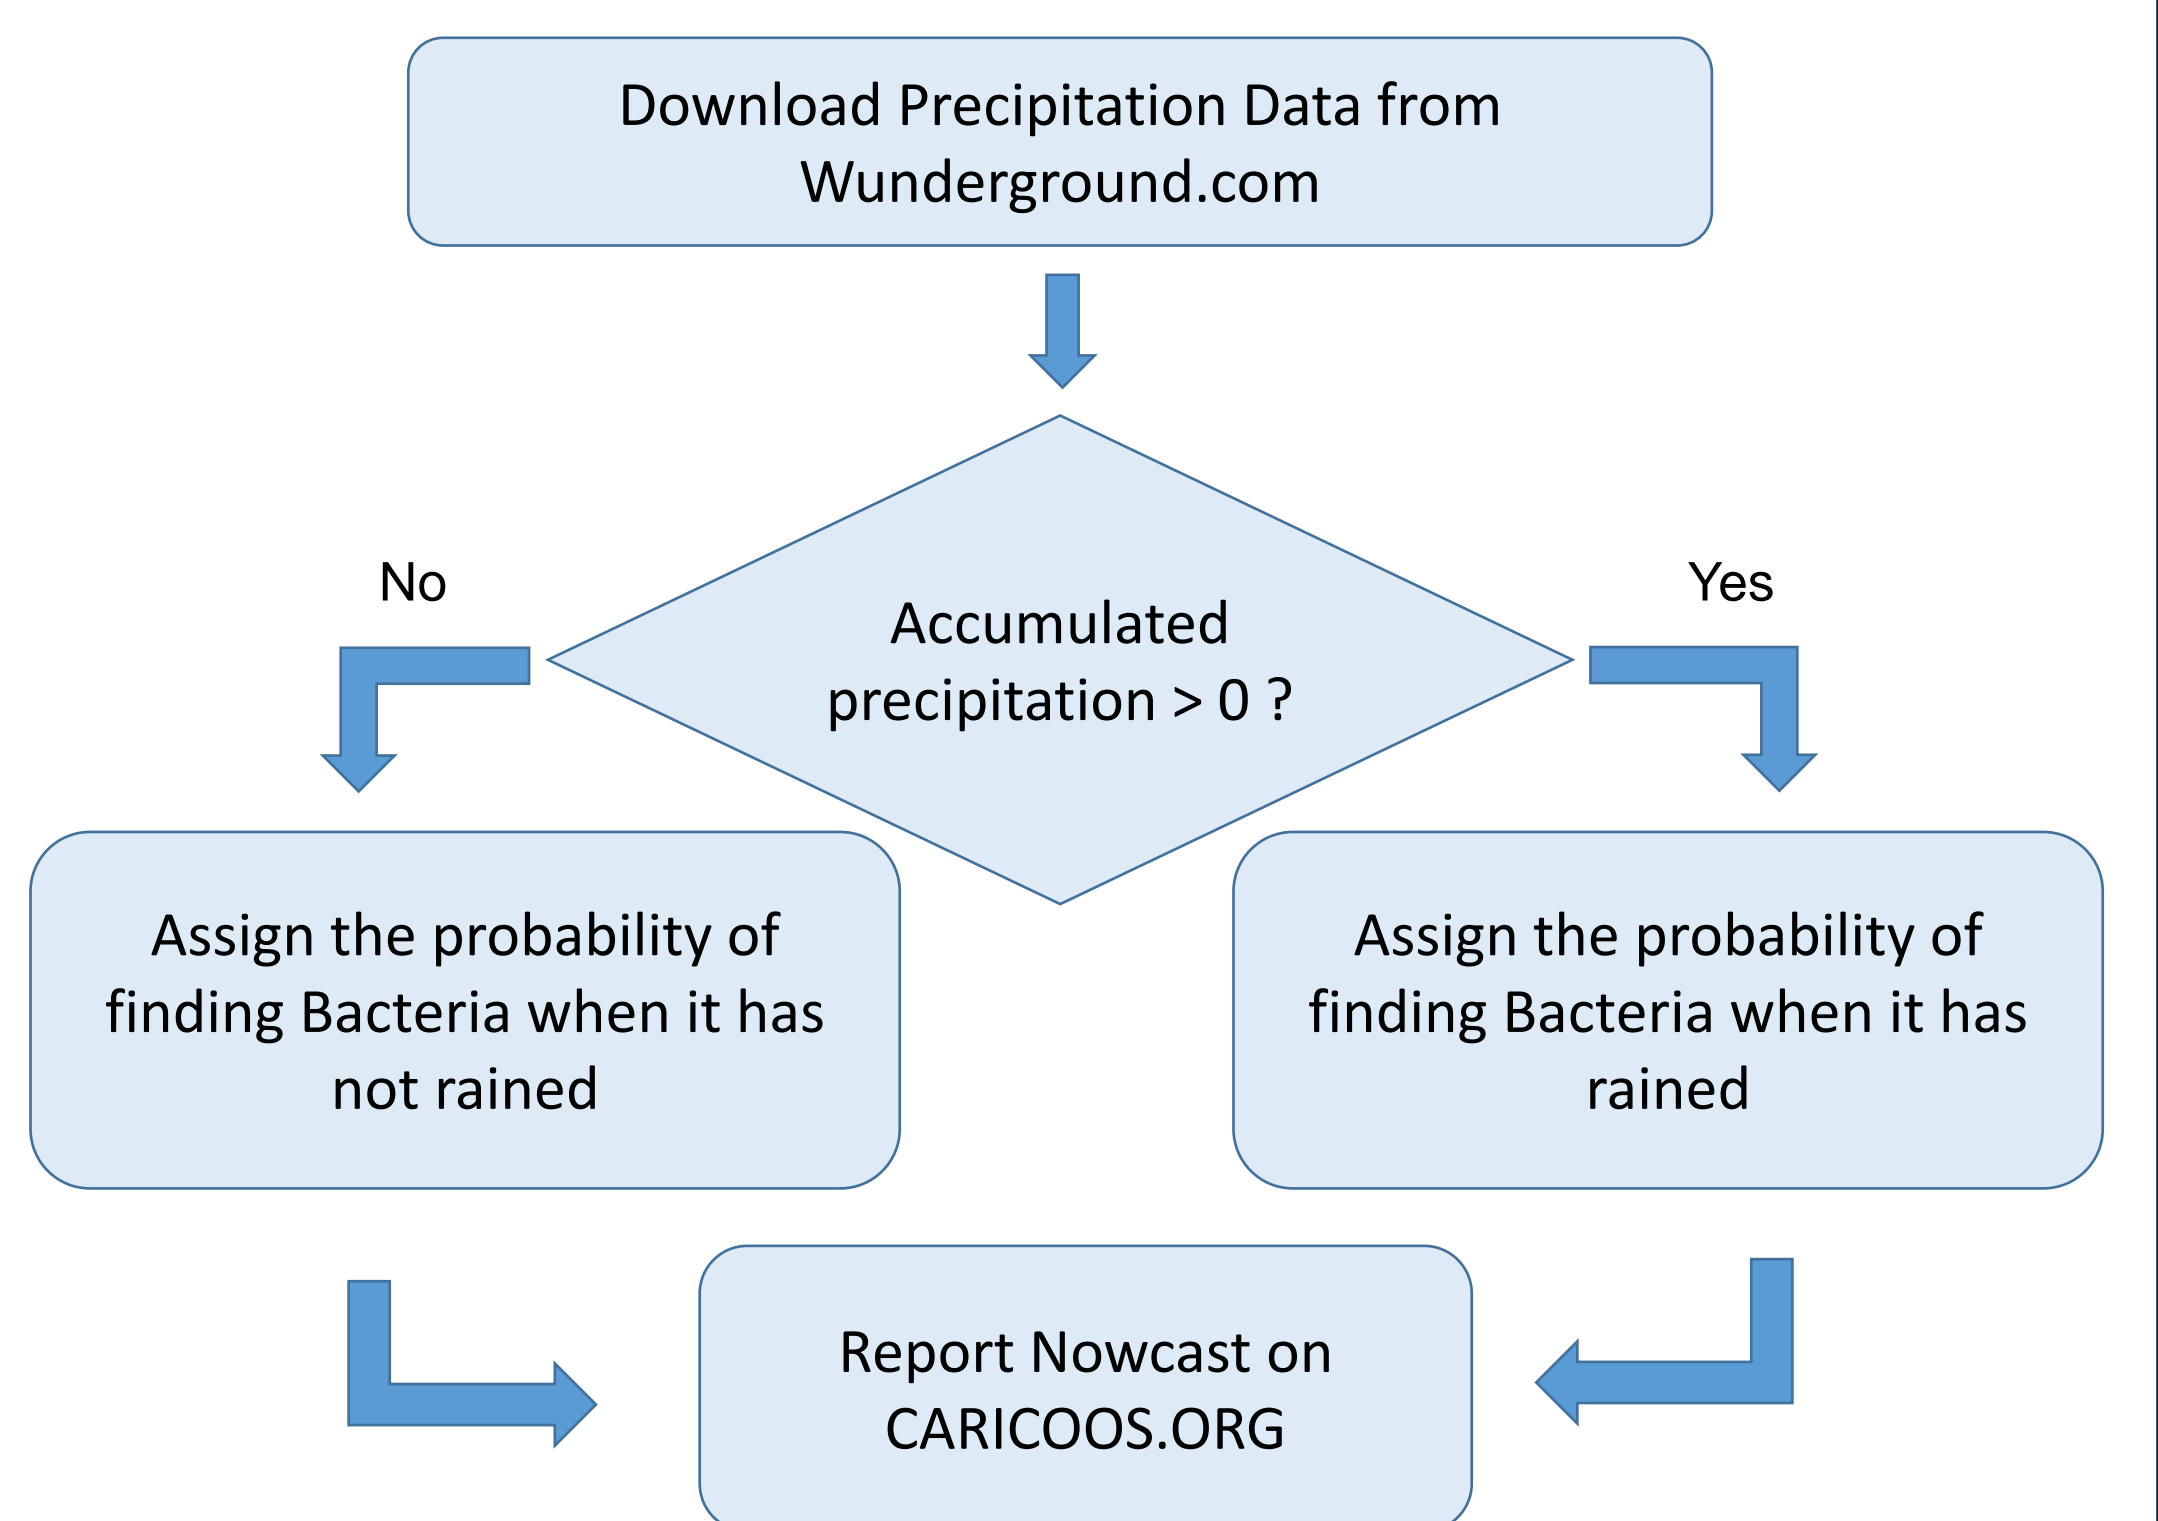 Download Precipitation Data from
Wunderground.com
No
Yes
Accumulated
precipitation > 0 ?
Assign the probability of
finding Bacteria when it has
not rained
Assign the probability of
finding Bacteria when it has
rained
Report Nowcast on
CARICOOS.ORG